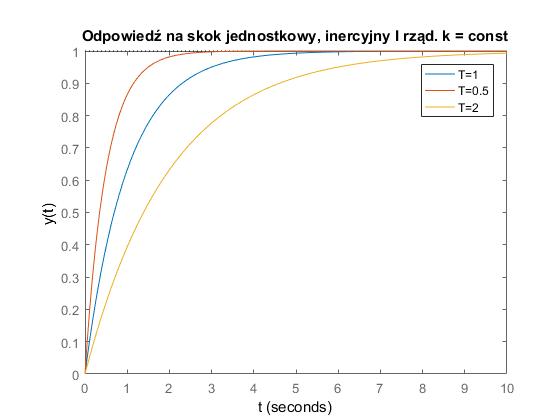 Odpowiedź na skok jednostkowy, inercyjny I rząd. k = const
1
0.9
0.8
0.7
0.6
0.5
0.4
0.3
0.2
0.1
0
y(t)
T=1
T=0.5
T=2
0 1 2 3 4 5 6 7 8 9 10
t (seconds)